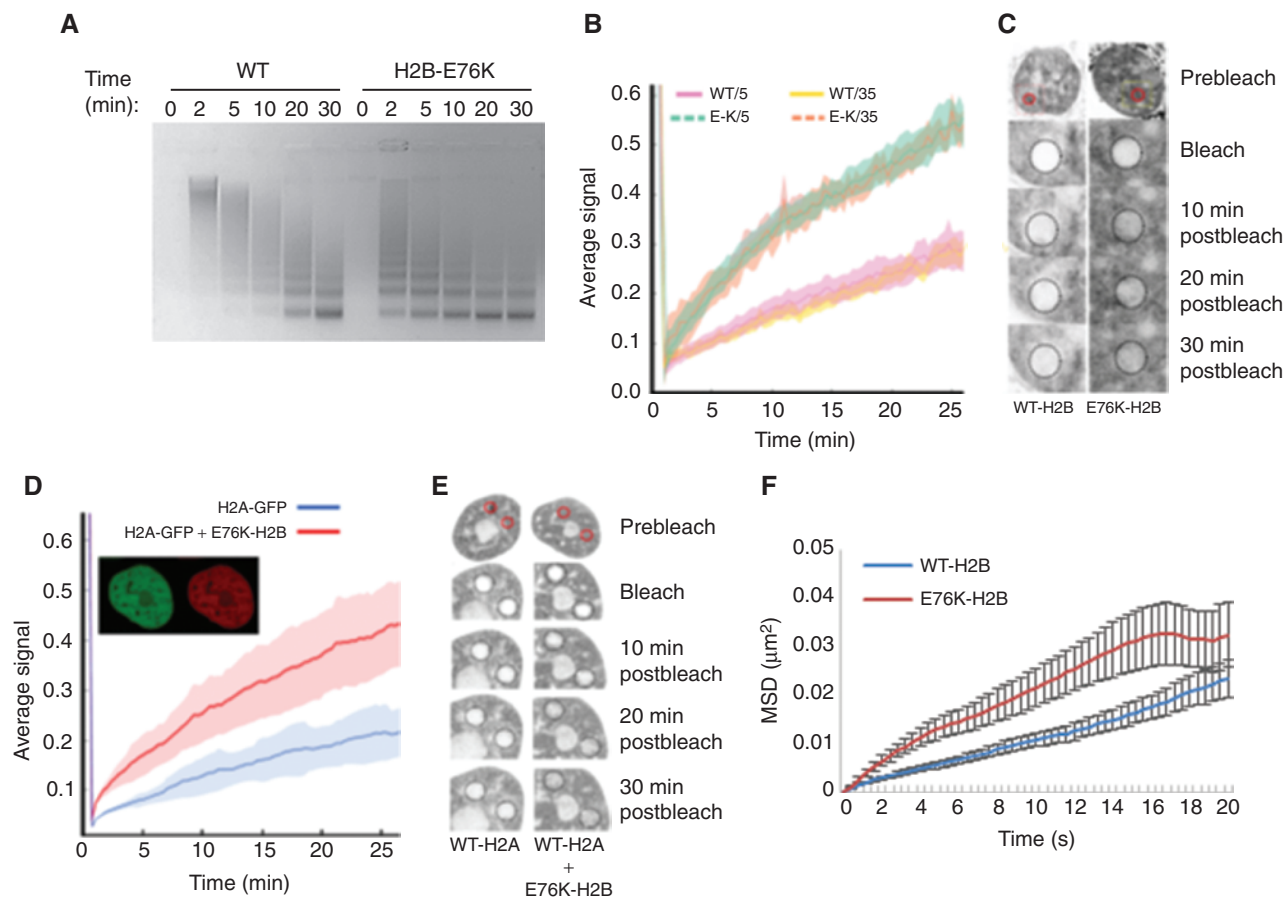 A
Time
(min):
WT
H2B-E76K
0 2 5 10 20 30 0 2 5 10 20 30
B
WT/5
WT/35
E-K/5
E-K/35
Average signal
0.6
0.5
0.4
0.3
0.2
0.1
0.0
0 5 10 15 20 25
Time (min)
C
Prebleach
Bleach
10 min
postbleach
20 min
postbleach
30 min
postbleach
WT-H2B E76K-H2B
D
H2A-GFP
H2A-GFP + E76K-H2B
Average signal
0.6
0.5
0.4
0.3
0.2
0.1
0 5 10 15 20 25
Time (min)
E
Prebleach
Bleach
10 min
postbleach
20 min
postbleach
30 min
postbleach
WT-H2A WT-H2A
+
E76K-H2B
F
WT-H2B
E76K-H2B
MSD (µm²)
0.05
0.04
0.03
0.02
0.01
0
0 2 4 6 8 10 12 14 16 18 20
Time (s)